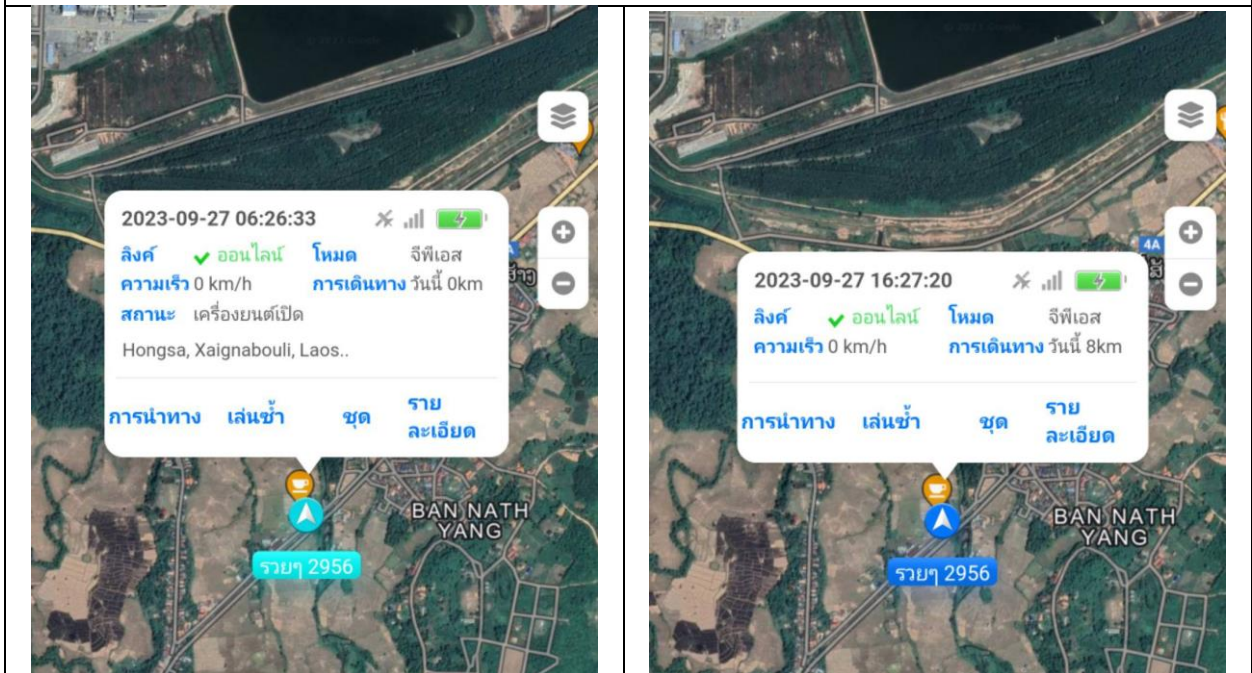 2023-09-27 06:26:33
ลิงค์ ออนไลน์ โหมด จีพีเอส
ความเร็ว 0 km/h การเดินทาง วันนี้ 0km
สถานะ เครื่องยนต์เปิด
Hongsa, Xaignabouli, Laos..
การนำทาง เล่นซ้ำ ชุด ราย
ละเอียด
BAN NATH
YANG
รวยๆ 2956
4A
2023-09-27 16:27:20
ลิงค์ ออนไลน์ โหมด จีพีเอส
ความเร็ว 0 km/h การเดินทาง วันนี้ 8km
การนำทาง เล่นซ้ำ ชุด ราย
ละเอียด
BAN NATH
YANG
รวยๆ 2956